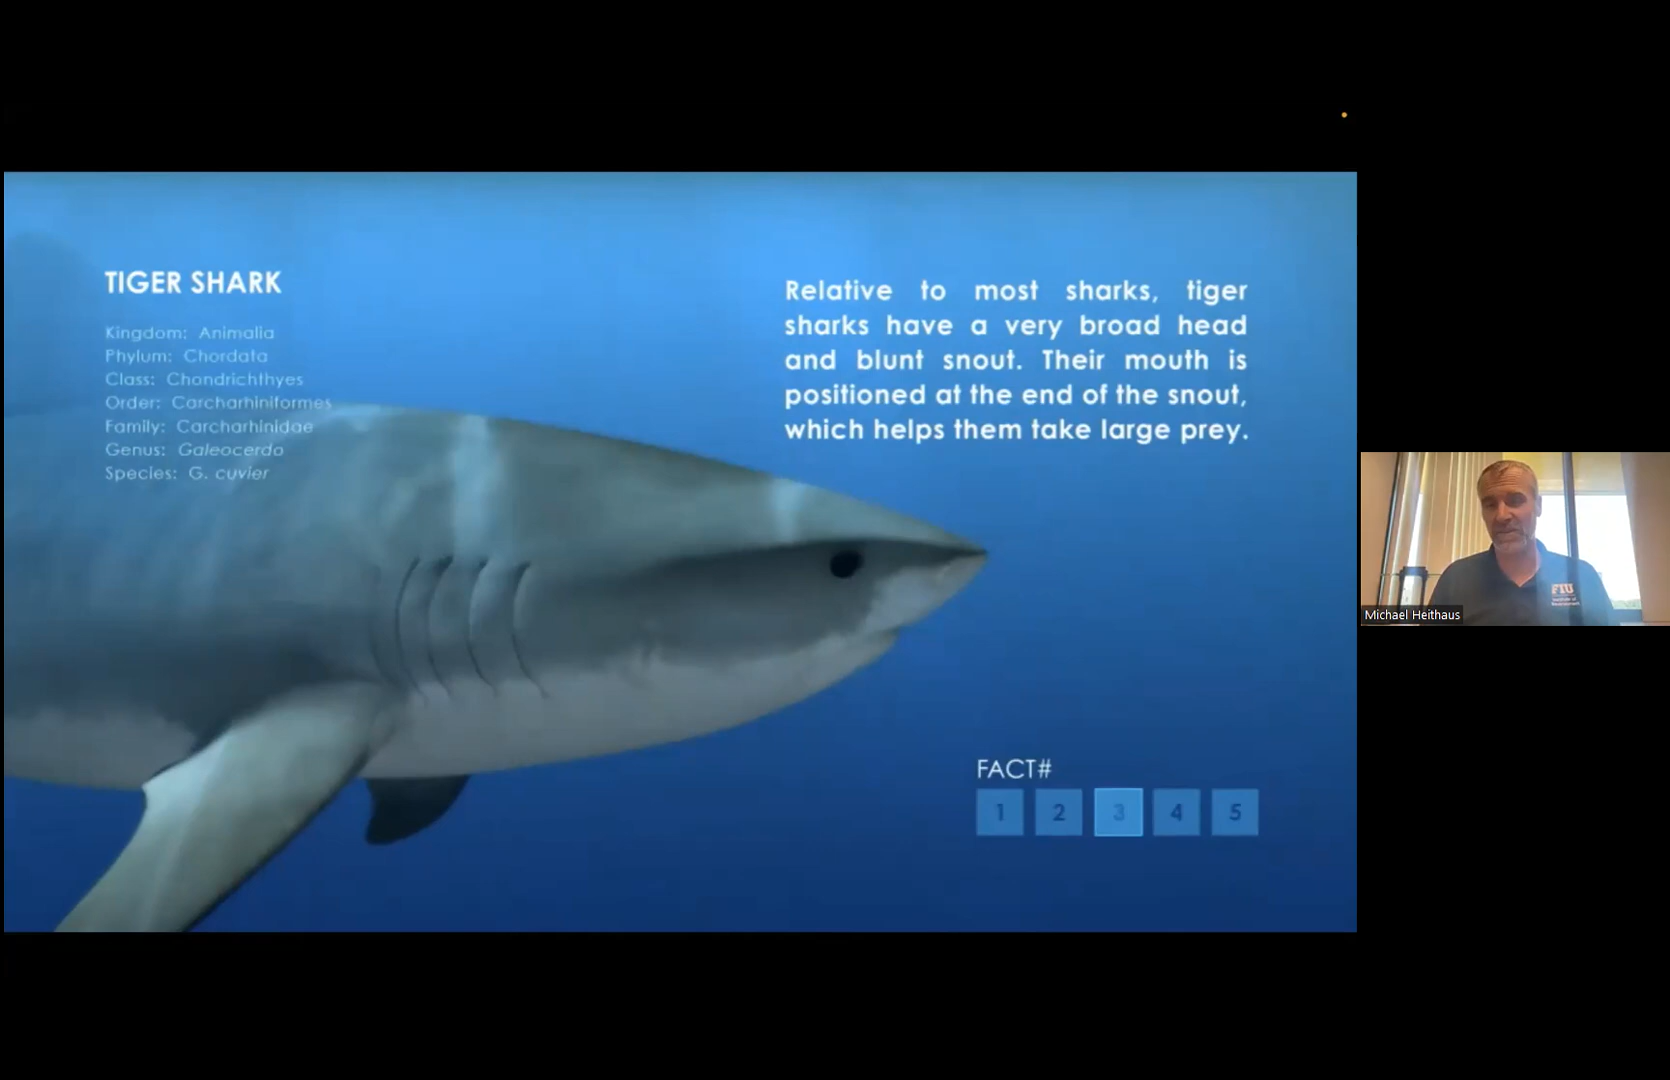 TIGER SHARK
Kingdom: Animalia
Phylum: Chordata
Class: Chondrichthyes
Order: Carcharhiniformes
Family: Carcharhinidae
Genus: Galeocerdo
Species: G. cuvier
Relative to most sharks, tiger
sharks have a very broad head
and blunt snout. Their mouth is
positioned at the end of the snout,
which helps them take large prey.
FACT#
1 2 3 4 5
FIU
Michael Heithaus